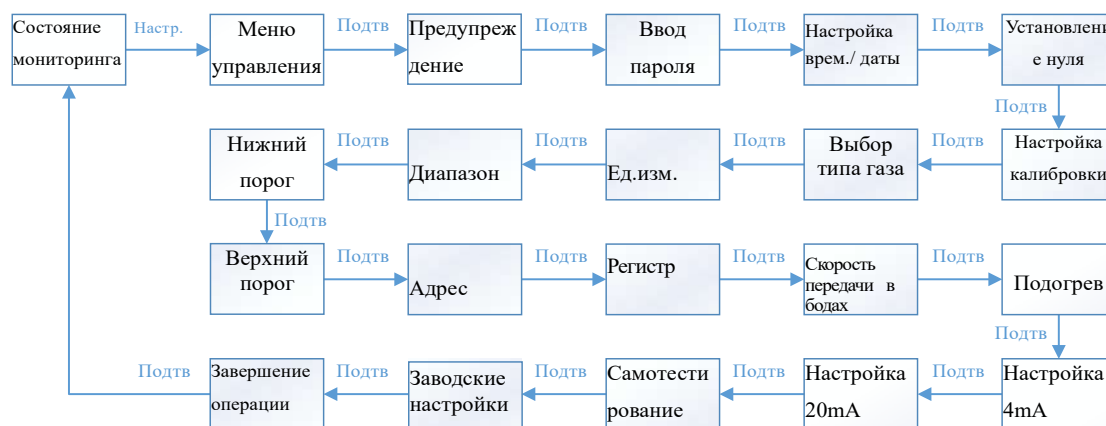 Состояние
мониторинга
Настр.
Меню
управления
Подтв
Предупреж
дение
Подтв
Ввод
пароля
Подтв
Настройка
врем./ даты
Подтв
Установлени
е нуля
Подтв
Нижний
порог
Подтв
Диапазон
Подтв
Ед.изм.
Подтв
Выбор
типа газа
Подтв
Настройка
калибровки
Подтв
Верхний
порог
Подтв
Адрес
Подтв
Регистр
Подтв
Скорость
передачи в
бодах
Подтв
Подогрев
Подтв
Подтв
Завершение
операции
Подтв
Заводские
настройки
Подтв
Самотести
рование
Подтв
Настройка
20mA
Подтв
Настройка
4mA